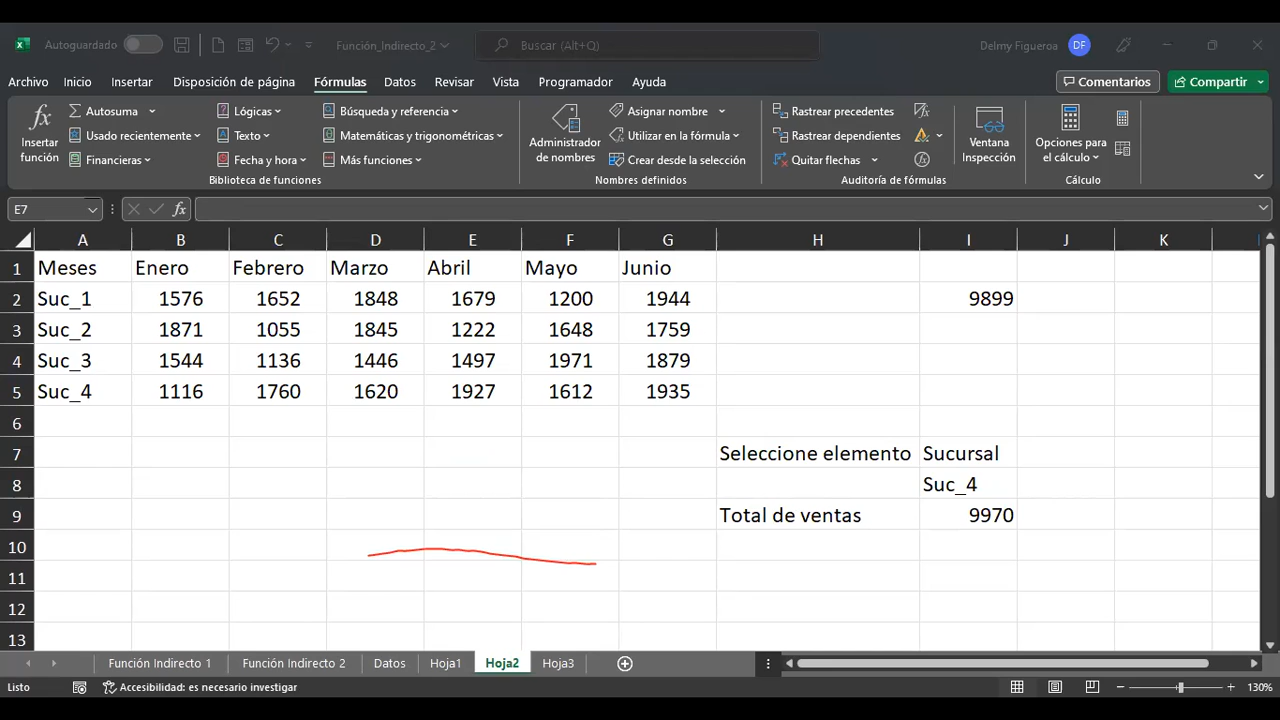 Autoguardado Función_Indirecto_2 Buscar (Alt+Q) Delmy Figueroa DF
Archivo Inicio Insertar Disposición de página Fórmulas Datos Revisar Vista Programador Ayuda Comentarios Compartir
fx Insertar función
Autosuma Lógicas Búsqueda y referencia
Usado recientemente Texto Matemáticas y trigonométricas
Financieras Fecha y hora Más funciones
Biblioteca de funciones
Administrador de nombres
Asignar nombre
Utilizar en la fórmula
Crear desde la selección
Nombres definidos
Rastrear precedentes
Rastrear dependientes
Quitar flechas
Ventana Inspección
Auditoría de fórmulas
Opciones para el cálculo
Cálculo
E7 fx
A B C D E F G H I J K
1 Meses Enero Febrero Marzo Abril Mayo Junio
2 Suc_1 1576 1652 1848 1679 1200 1944 9899
3 Suc_2 1871 1055 1845 1222 1648 1759
4 Suc_3 1544 1136 1446 1497 1971 1879
5 Suc_4 1116 1760 1620 1927 1612 1935
6
7 Seleccione elemento Sucursal
8 Suc_4
9 Total de ventas 9970
10
11
12
13
Función Indirecto 1 Función Indirecto 2 Datos Hoja1 Hoja2 Hoja3
Listo Accesibilidad: es necesario investigar 130%